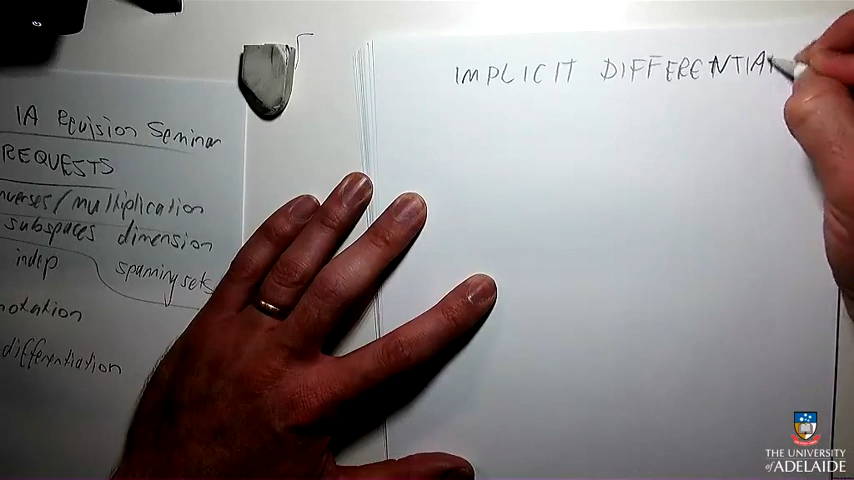 IA Revision Seminar
REQUESTS
nverses/multiplication
subspaces dimension
indep spanning sets
notation
differentiation
IMPLICIT DIFFERENTIA
THE UNIVERSITY
of ADELAIDE